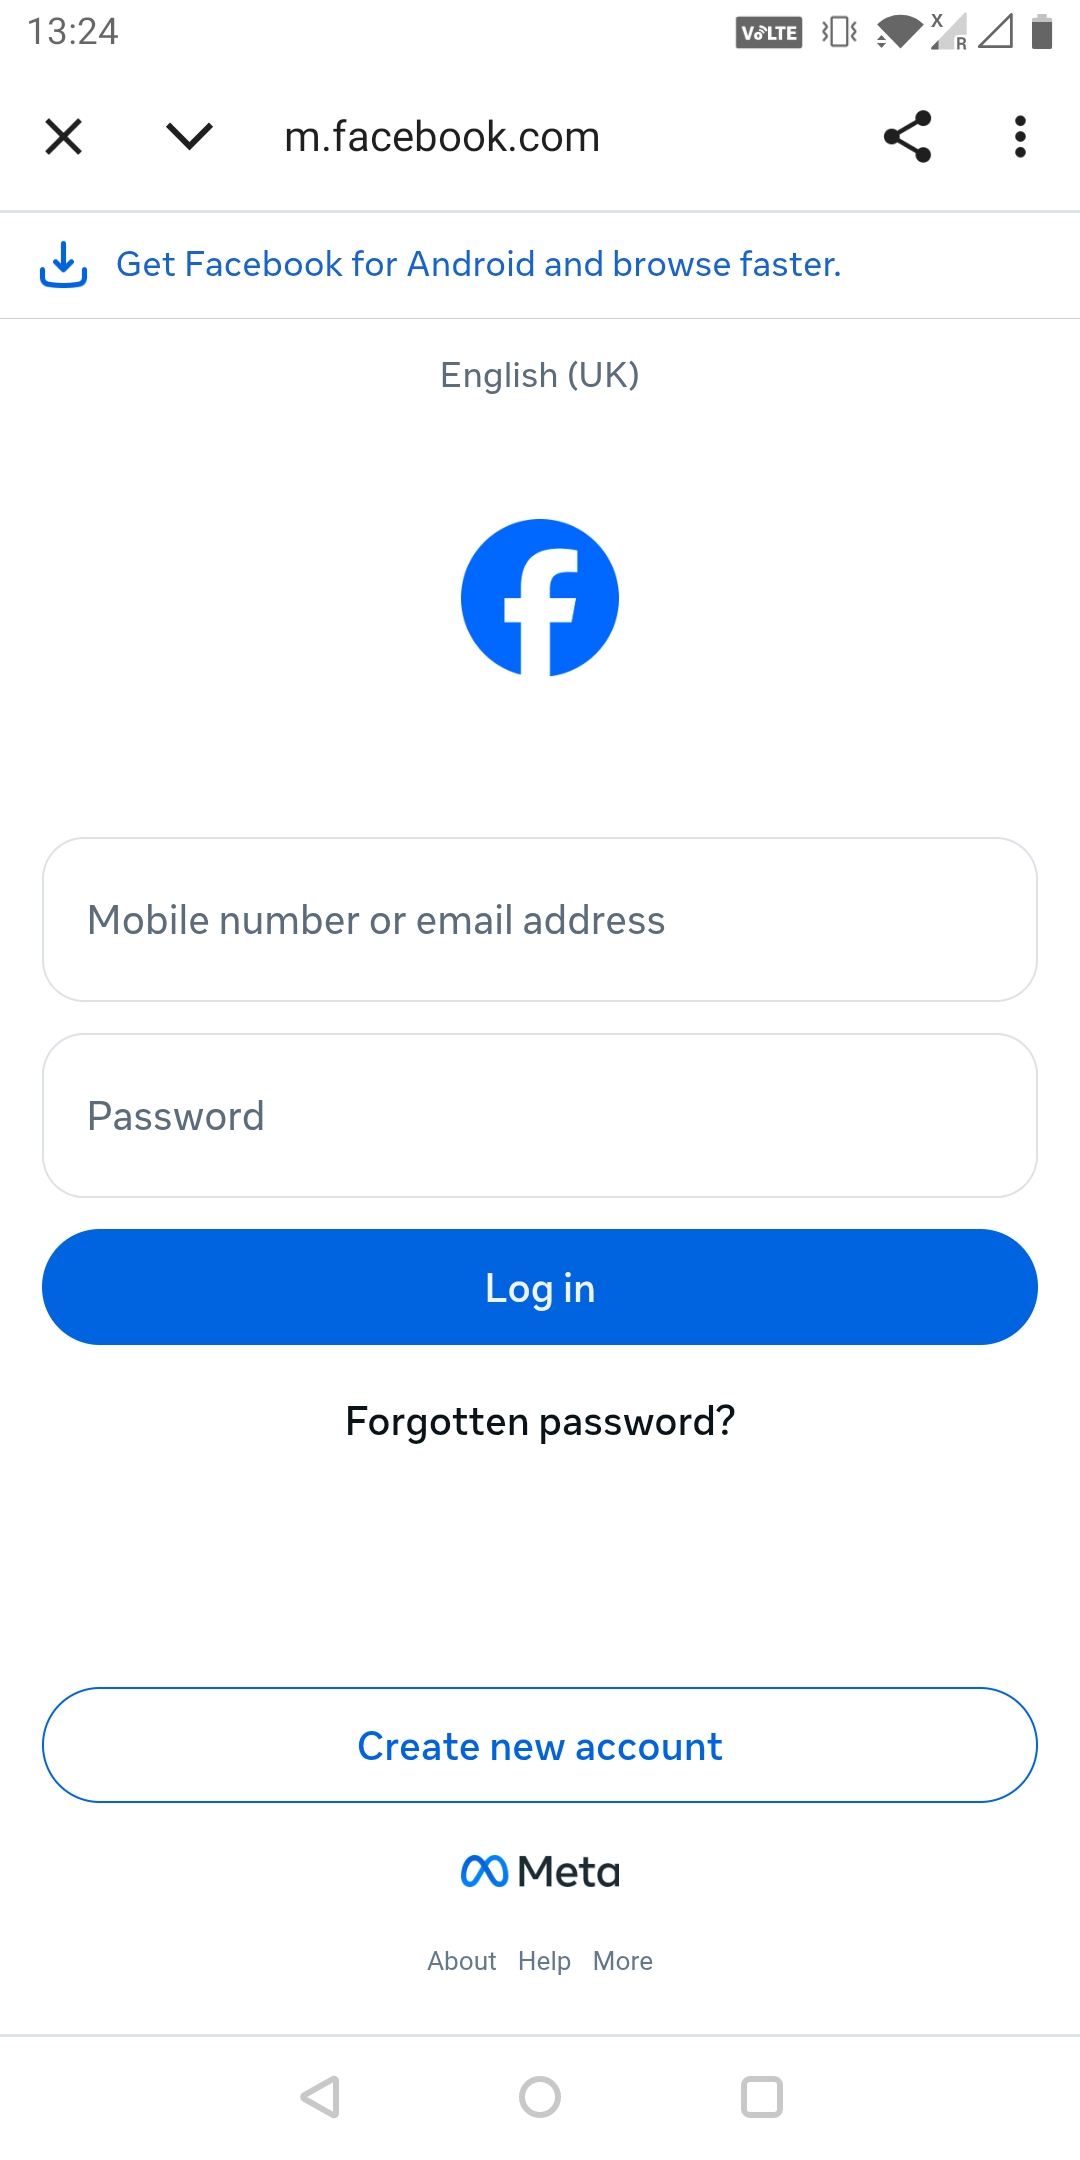 13:24 VoLTE X R
m.facebook.com
Get Facebook for Android and browse faster.
English (UK)
f
Mobile number or email address
Password
Log in
Forgotten password?
Create new account
Meta
About Help More